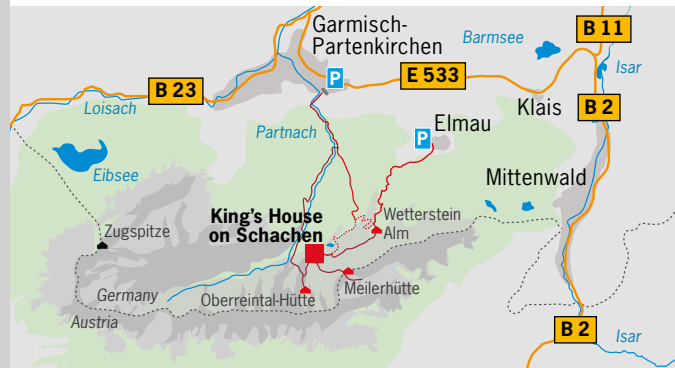 Garmisch-
Partenkirchen
B 11
Barmsee
Isar
P
E 533
B 23
Loisach
Klais
B 2
Partnach
P
Elmau
Eibsee
Mittenwald
King's House
on Schachen
Wetterstein
Alm
Zugspitze
Germany
Oberreintal-Hütte
Meilerhütte
Austria
B 2
Isar